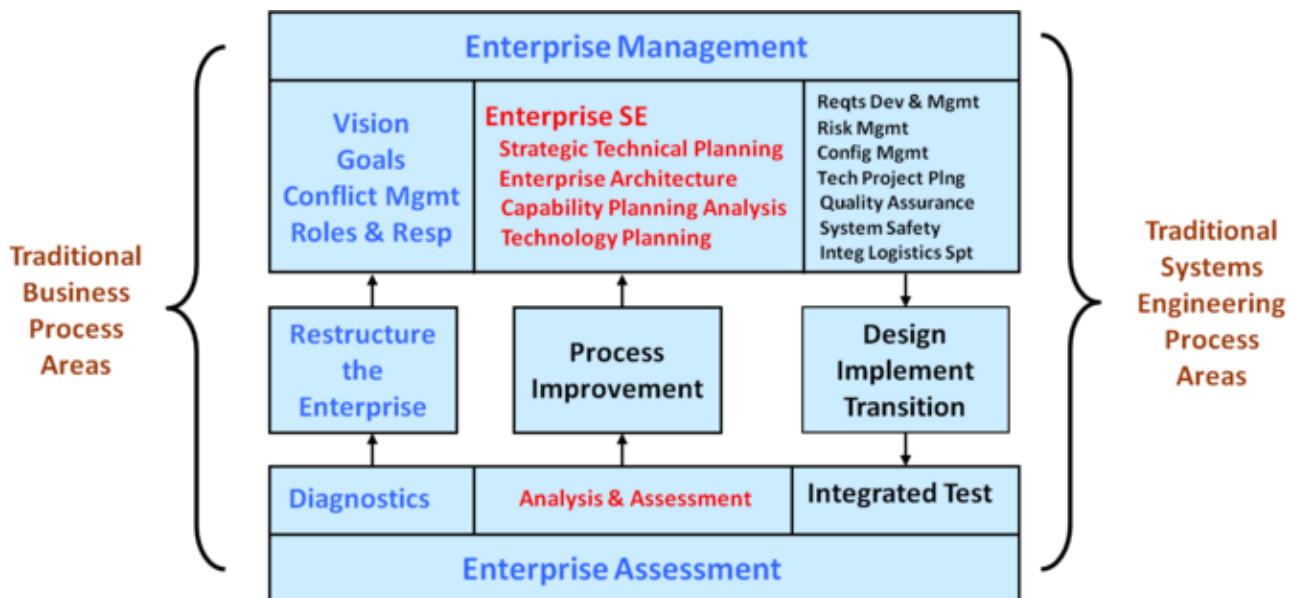 Enterprise Management
Vision
Goals
Conflict Mgmt
Roles & Resp
Enterprise SE
Strategic Technical Planning
Enterprise Architecture
Capability Planning Analysis
Technology Planning
Reqts Dev & Mgmt
Risk Mgmt
Config Mgmt
Tech Project Plng
Quality Assurance
System Safety
Integ Logistics Spt
Traditional
Business
Process
Areas
Traditional
Systems
Engineering
Process
Areas
Restructure
the
Enterprise
Process
Improvement
Design
Implement
Transition
Diagnostics
Analysis & Assessment
Integrated Test
Enterprise Assessment